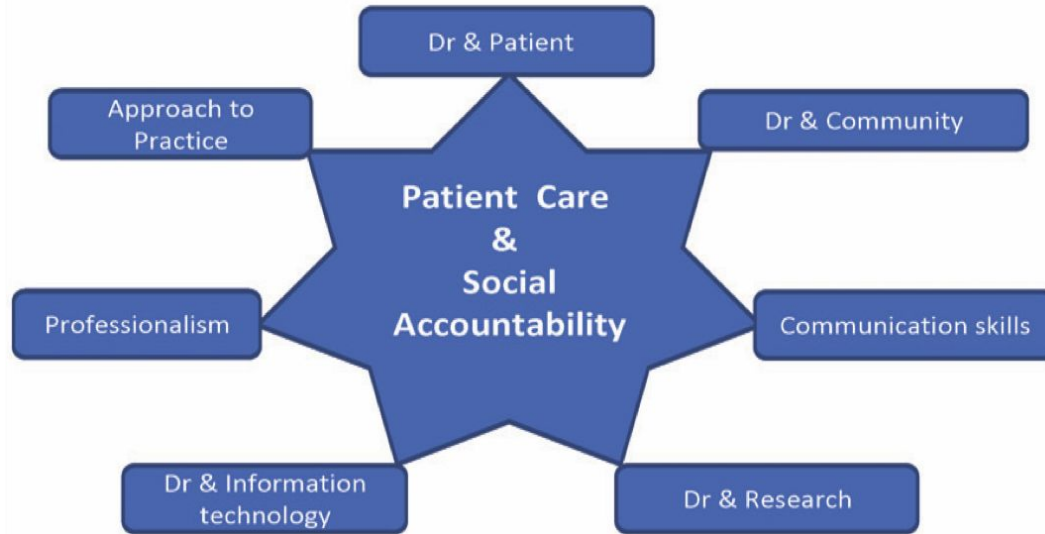 Dr & Patient
Approach to
Practice
Dr & Community
Patient Care
&
Social
Accountability
Professionalism
Communication skills
Dr & Information
technology
Dr & Research